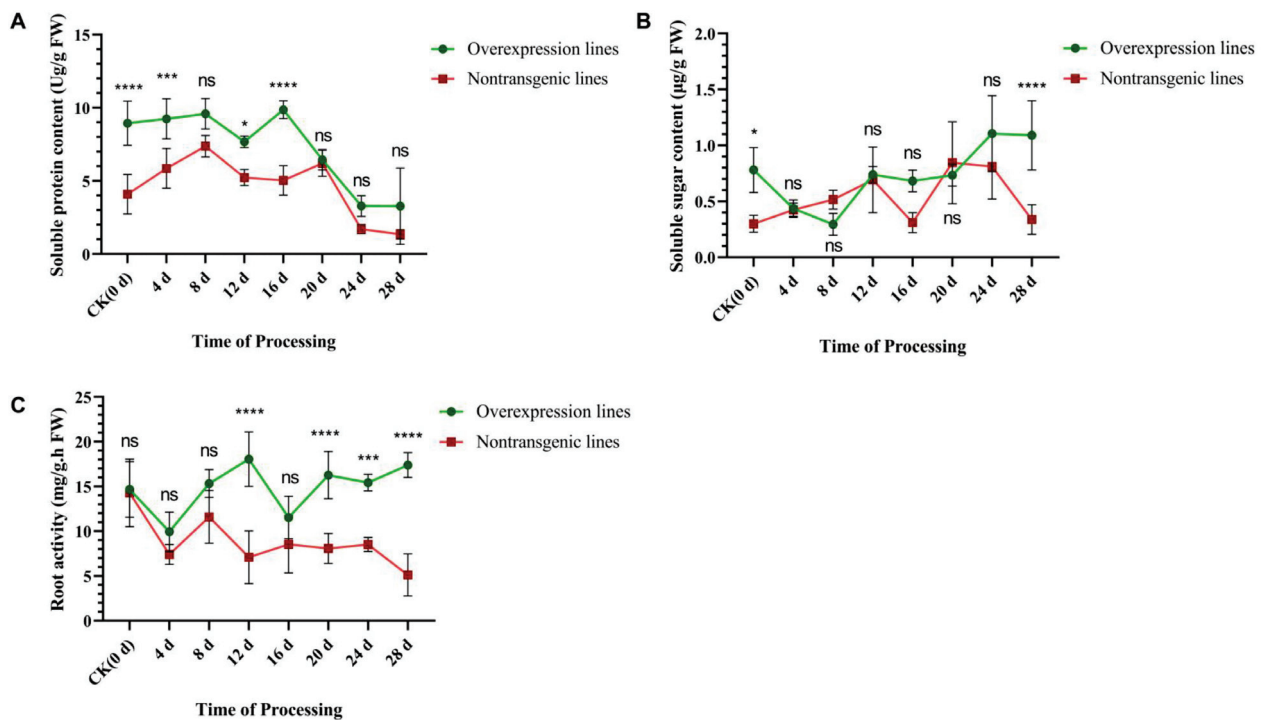 A
Soluble protein content (Ug/g FW)
15
10
5
0
**** *** ns * **** ns ns ns
Overexpression lines
Nontransgenic lines
CK(0 d) 4 d 8 d 12 d 16 d 20 d 24 d 28 d
Time of Processing
B
Soluble sugar content (μg/g FW)
2.0
1.5
1.0
0.5
0.0
* ns ns ns ns ns ns ****
Overexpression lines
Nontransgenic lines
CK(0 d) 4 d 8 d 12 d 16 d 20 d 24 d 28 d
Time of Processing
C
Root activity (mg/g.h FW)
25
20
15
10
5
0
ns ns ns **** ns **** *** ****
Overexpression lines
Nontransgenic lines
CK(0 d) 4 d 8 d 12 d 16 d 20 d 24 d 28 d
Time of Processing